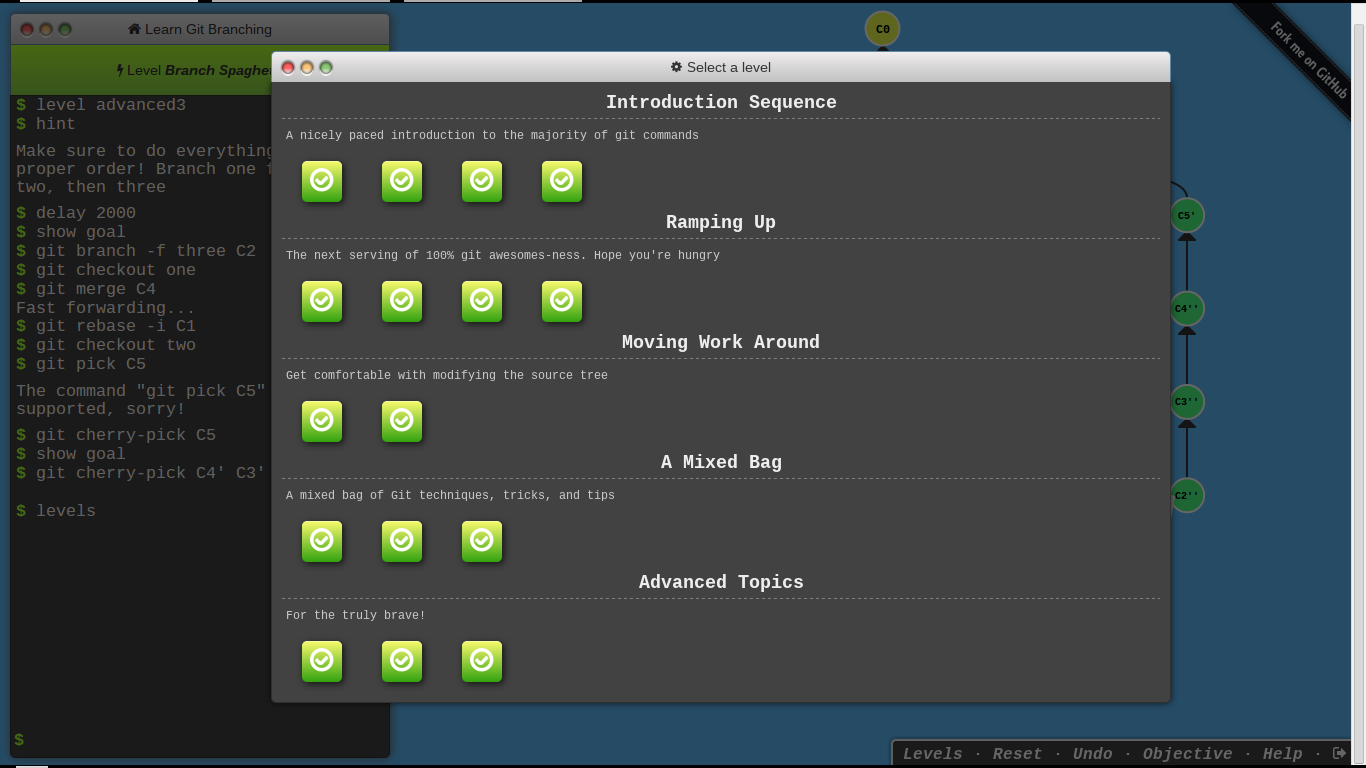 Learn Git Branching
Level Branch Spaghet
$ level advanced3
$ hint
Make sure to do everything
proper order! Branch one f
two, then three
$ delay 2000
$ show goal
$ git branch -f three C2
$ git checkout one
$ git merge C4
Fast forwarding...
$ git rebase -i C1
$ git checkout two
$ git pick C5
The command "git pick C5"
supported, sorry!
$ git cherry-pick C5
$ show goal
$ git cherry-pick C4' C3'
$ levels
$
Select a level
Introduction Sequence
A nicely paced introduction to the majority of git commands
Ramping Up
The next serving of 100% git awesomes-ness. Hope you're hungry
Moving Work Around
Get comfortable with modifying the source tree
A Mixed Bag
A mixed bag of Git techniques, tricks, and tips
Advanced Topics
For the truly brave!
C0
Fork me on GitHub
C5'
C4''
C3''
C2''
Levels · Reset · Undo · Objective · Help ·